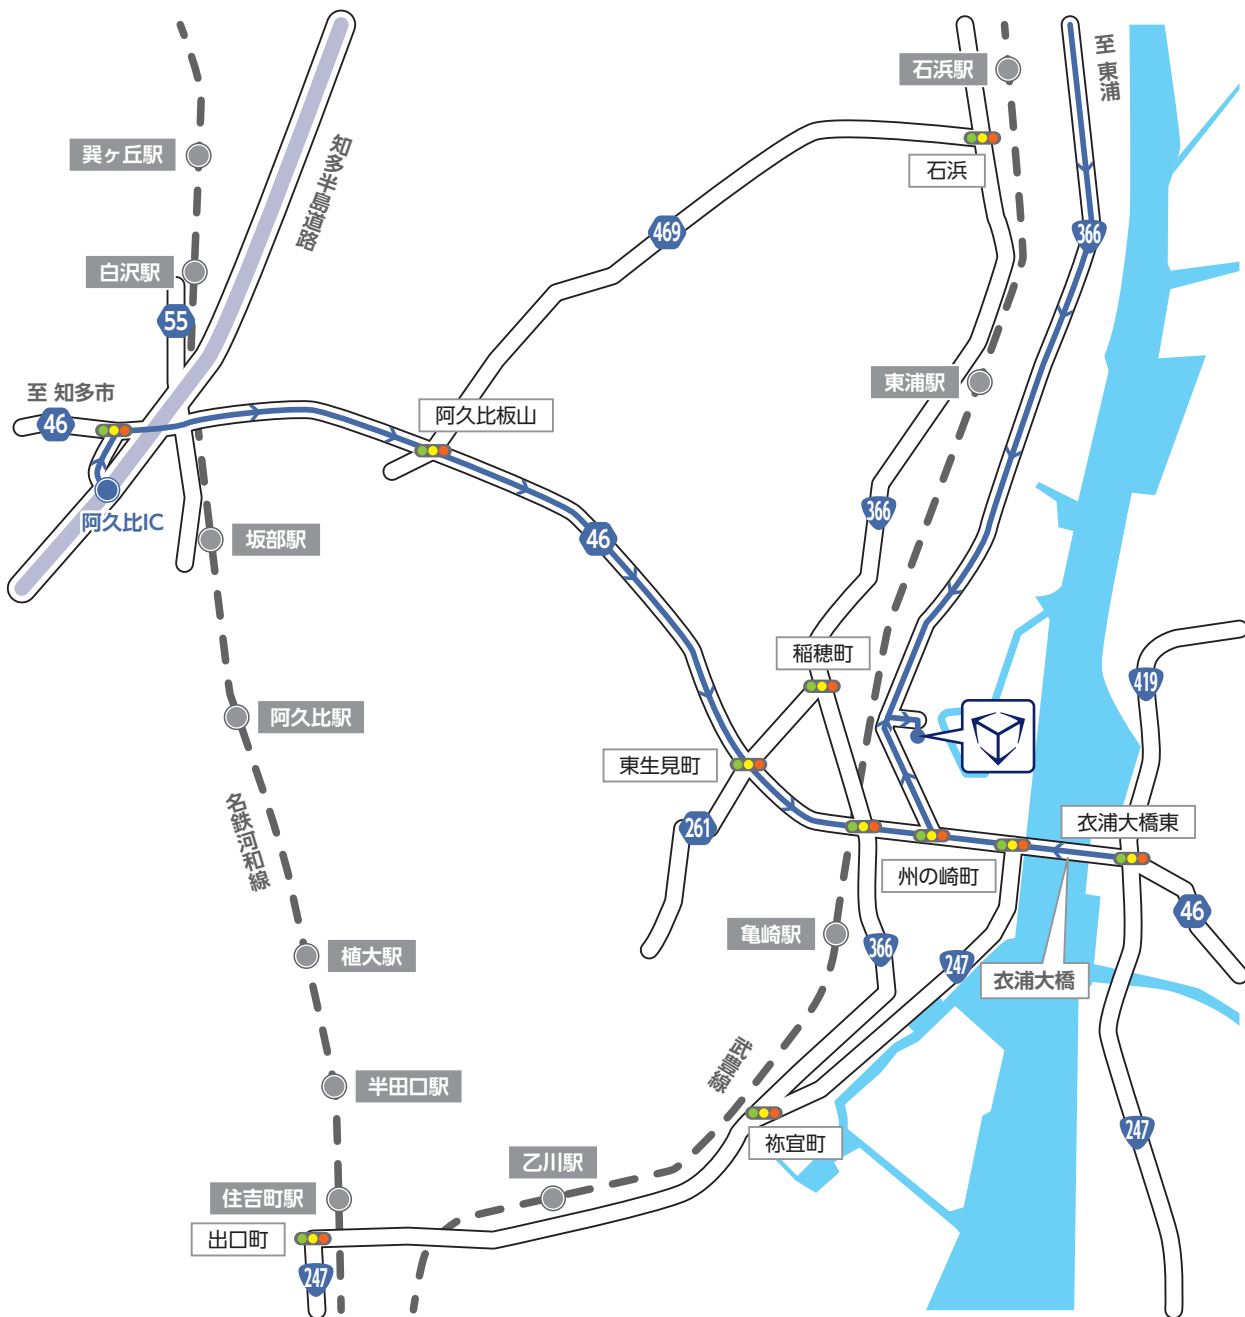 至 東浦
石浜駅
巽ヶ丘駅
知多半島道路
石浜
469
366
白沢駅
55
東浦駅
至 知多市
46
阿久比板山
阿久比IC
366
坂部駅
46
稲穂町
419
阿久比駅
東生見町
名鉄河和線
261
衣浦大橋東
州の崎町
46
亀崎駅
366
247
植大駅
衣浦大橋
武豊線
半田口駅
247
祢宜町
乙川駅
住吉町駅
出口町
247